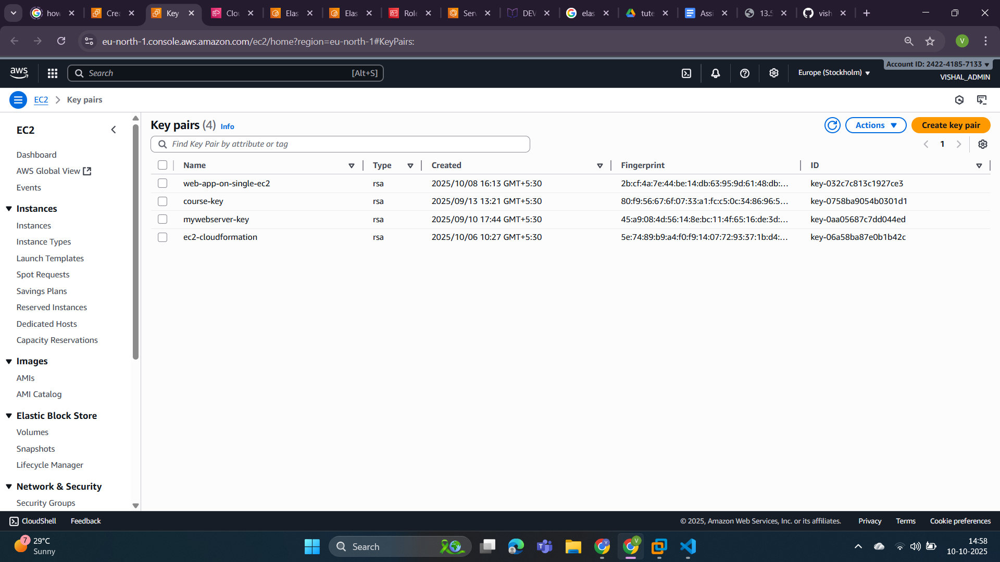 how
Crea
Key
Clou
Elas
Elas
Role
Serv
DEV
elas
tute
Assi
13.5
vish
eu-north-1.console.aws.amazon.com/ec2/home?region=eu-north-1#KeyPairs:
V
aws
Search
[Alt+S]
Europe (Stockholm)
Account ID: 2422-4185-7133
VISHAL_ADMIN
EC2
Key pairs
EC2
Dashboard
AWS Global View
Events
Instances
Instances
Instance Types
Launch Templates
Spot Requests
Savings Plans
Reserved Instances
Dedicated Hosts
Capacity Reservations
Images
AMIs
AMI Catalog
Elastic Block Store
Volumes
Snapshots
Lifecycle Manager
Network & Security
Security Groups
Key pairs (4) Info
Actions
Create key pair
Find Key Pair by attribute or tag
1
Name Type Created Fingerprint ID
web-app-on-single-ec2 rsa 2025/10/08 16:13 GMT+5:30 2b:cf:4a:7e:44:be:14:db:63:95:9d:61:48:db:... key-032c7c813c1927ce3
course-key rsa 2025/09/13 13:21 GMT+5:30 80:f9:56:67:6f:07:33:a1:fc:c5:0c:34:86:96:5... key-0758ba9054b0301d1
mywebserver-key rsa 2025/09/10 17:44 GMT+5:30 45:a9:08:4d:56:14:8e:bc:11:4f:65:16:de:3d:... key-0aa05687c7dd044ed
ec2-cloudformation rsa 2025/10/06 10:27 GMT+5:30 5e:74:89:b9:a4:f0:f9:14:07:72:93:37:1b:d4:... key-06a58ba87e0b1b42c
CloudShell
Feedback
© 2025, Amazon Web Services, Inc. or its affiliates.
Privacy
Terms
Cookie preferences
7
29°C
Sunny
Search
V
V
14:58
10-10-2025